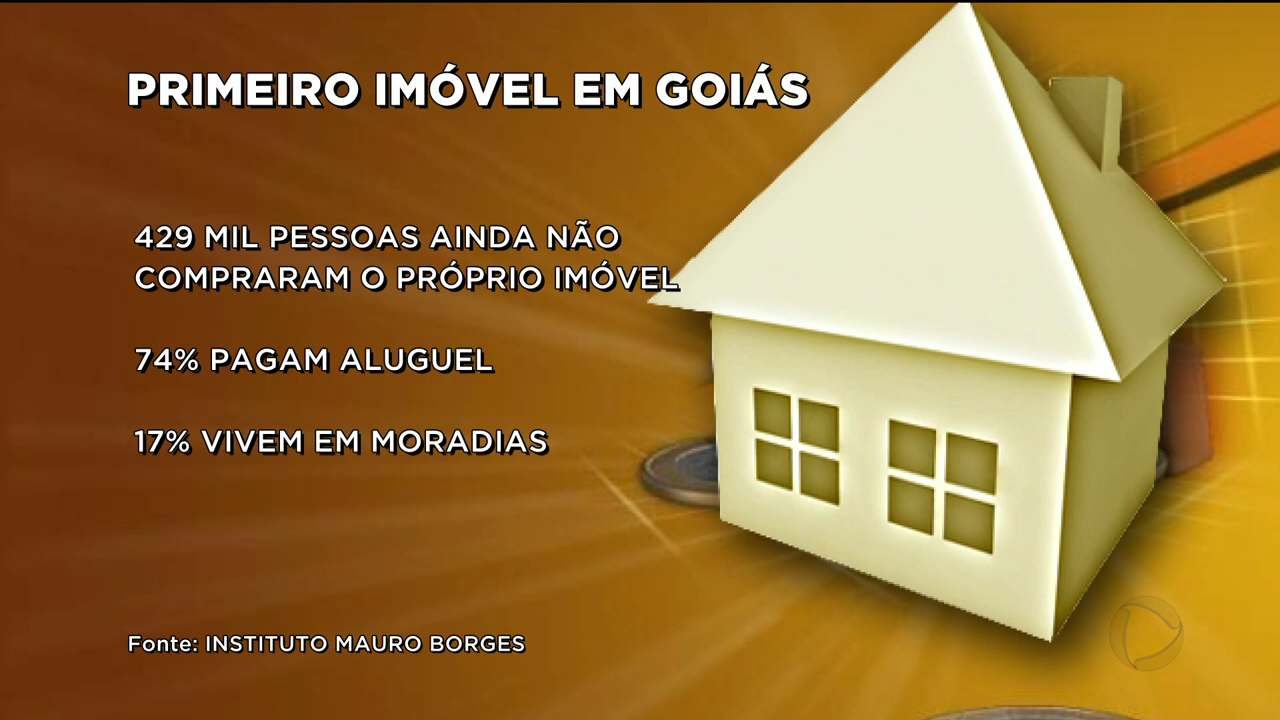 PRIMEIRO IMÓVEL EM GOIÁS
429 MIL PESSOAS AINDA NÃO
COMPRARAM O PRÓPRIO IMÓVEL
74% PAGAM ALUGUEL
17% VIVEM EM MORADIAS
Fonte: INSTITUTO MAURO BORGES